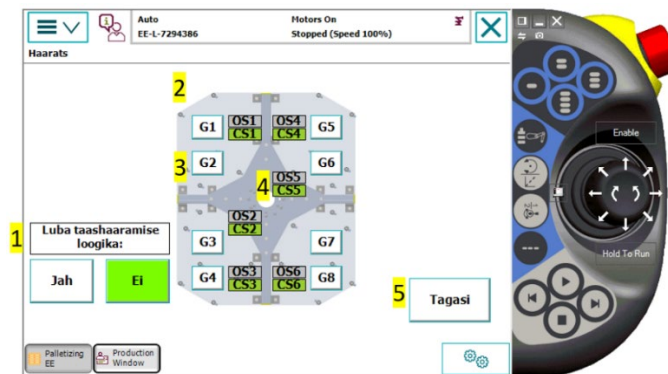 Auto
EE-L-7294386
Motors On
Stopped (Speed 100%)
Haarats
2
G1
OS1
CS1
OS4
CS4
G5
3
G2
G6
4
OS5
CS5
1
Luba taashaaramise
loogika:
OS2
CS2
G3
G7
Jah
Ei
G4
OS3
CS3
OS6
CS6
G8
5
Tagasi
Palletizing
EE
Production
Window
Enable
Hold To Run